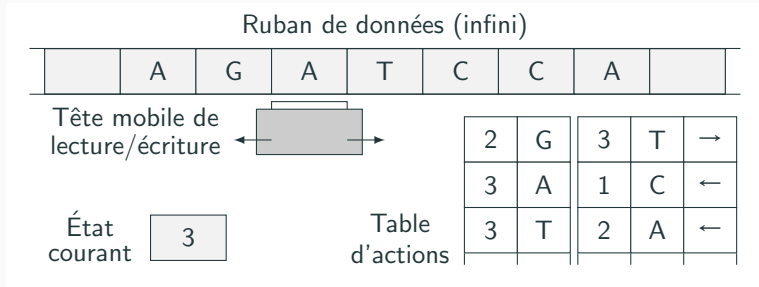 Ruban de données (infini)
A G A T C C A
Tête mobile de
lecture/écriture
2 G 3 T →
3 A 1 C ←
3 T 2 A ←
État
courant
3
Table
d'actions